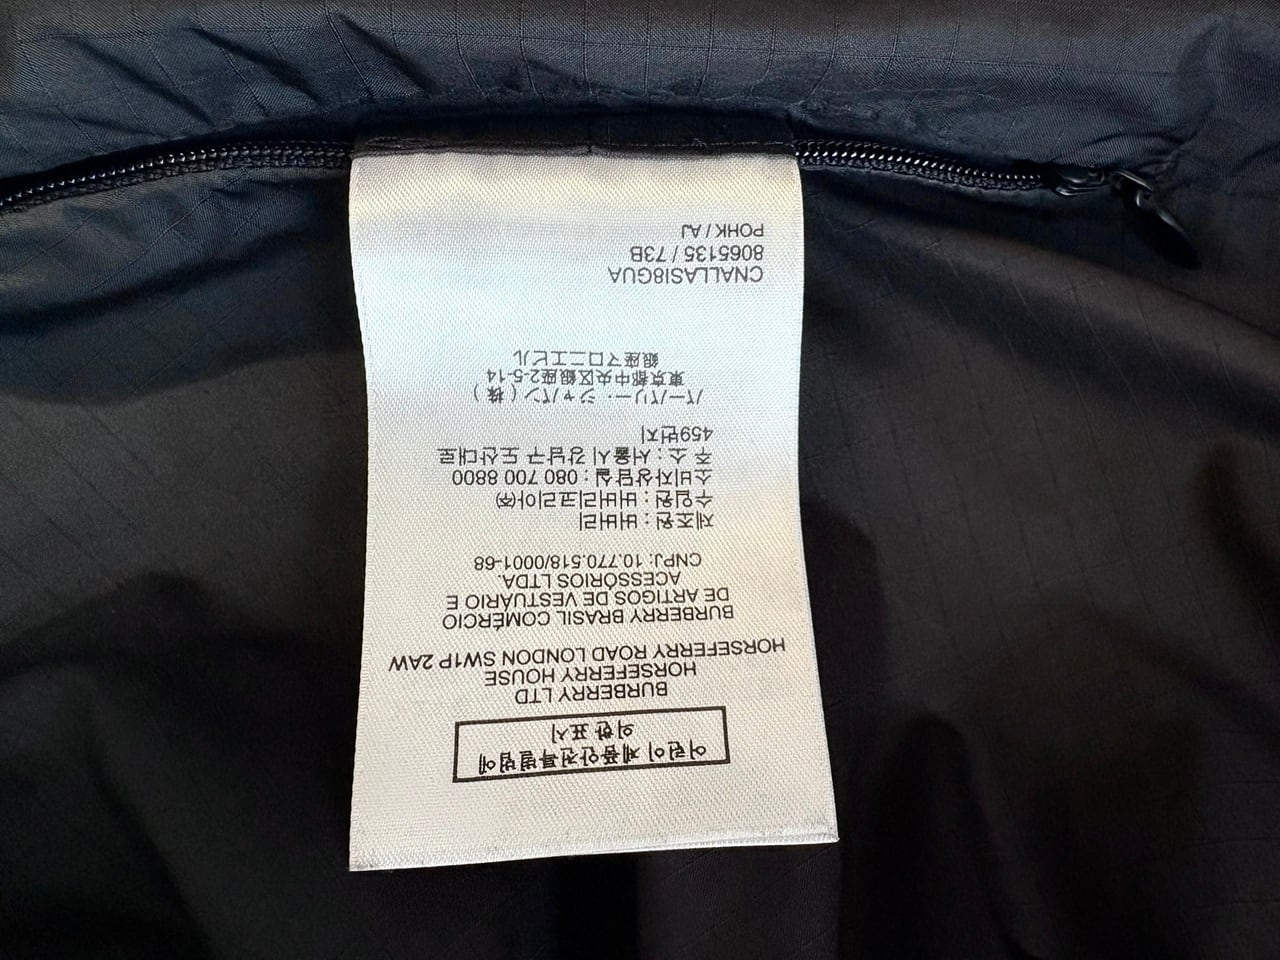 어린이제품안전특별법에
의한 표시
BURBERRY LTD
HORSEFERRY HOUSE
HORSEFERRY ROAD LONDON SW1P 2AW
BURBERRY BRASIL COMÉRCIO
DE ARTIGOS DE VESTUÁRIO E
ACESSÓRIOS LTDA.
CNPJ: 10.770.518/0001-68
제조원: 버버리
수입원: 버버리코리아㈜
소비자상담실: 080 700 8800
주 소: 서울시 강남구 도산대로
459번지
バーバリー・ジャパン(株)
東京都中央区銀座2-5-14
銀座マロニエビル
CNALLASI8GUA
8065135 / 73B
POHK / AJ